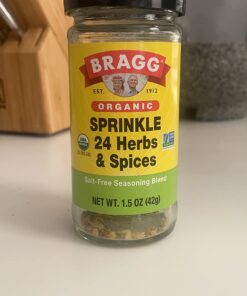 BRAGG
EST 1912
ORGANIC
SPRINKLE
24 Herbs
& Spices
Salt-Free Seasoning Blend
NET WT. 1.5 OZ (42g)